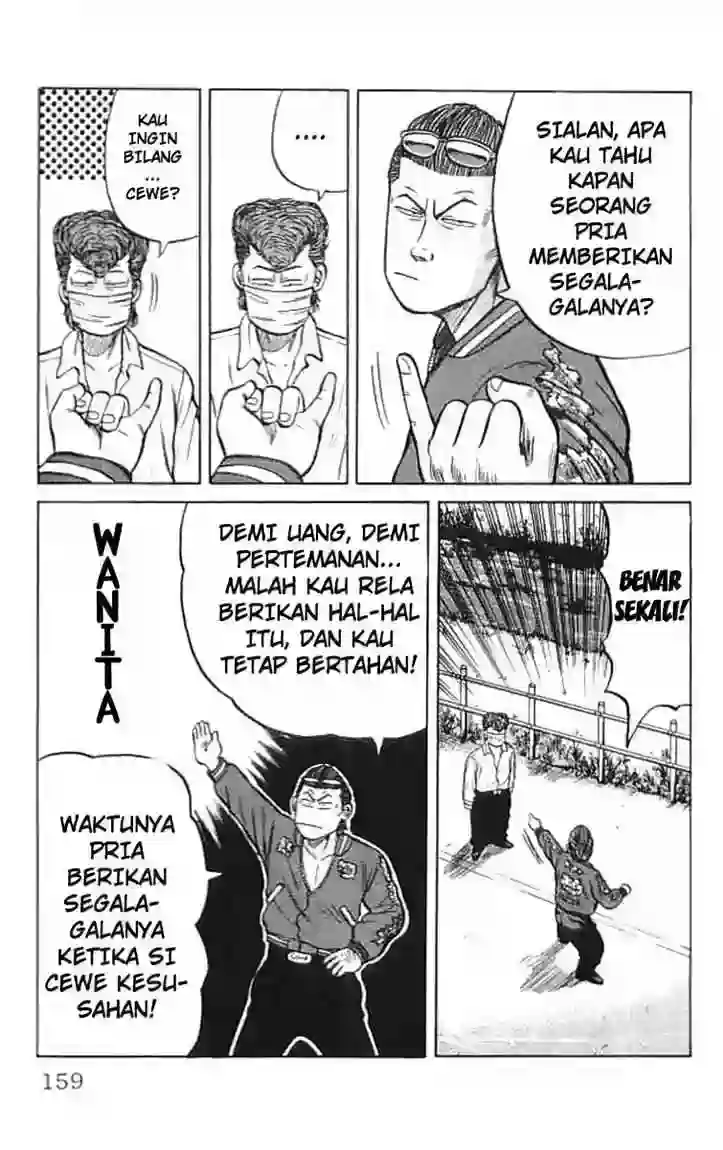 SIALAN, APA
KAU TAHU
KAPAN
SEORANG
PRIA
MEMBERIKAN
SEGALA-
GALANYA?
....
KAU
INGIN
BILANG
...
CEWE?
BENAR
SEKALI!
DEMI UANG, DEMI
PERTEMANAN...
MALAH KAU RELA
BERIKAN HAL-HAL
ITU, DAN KAU
TETAP BERTAHAN!
WANITA
WAKTUNYA
PRIA
BERIKAN
SEGALA-
GALANYA
KETIKA SI
CEWE KESU-
SAHAN!
159